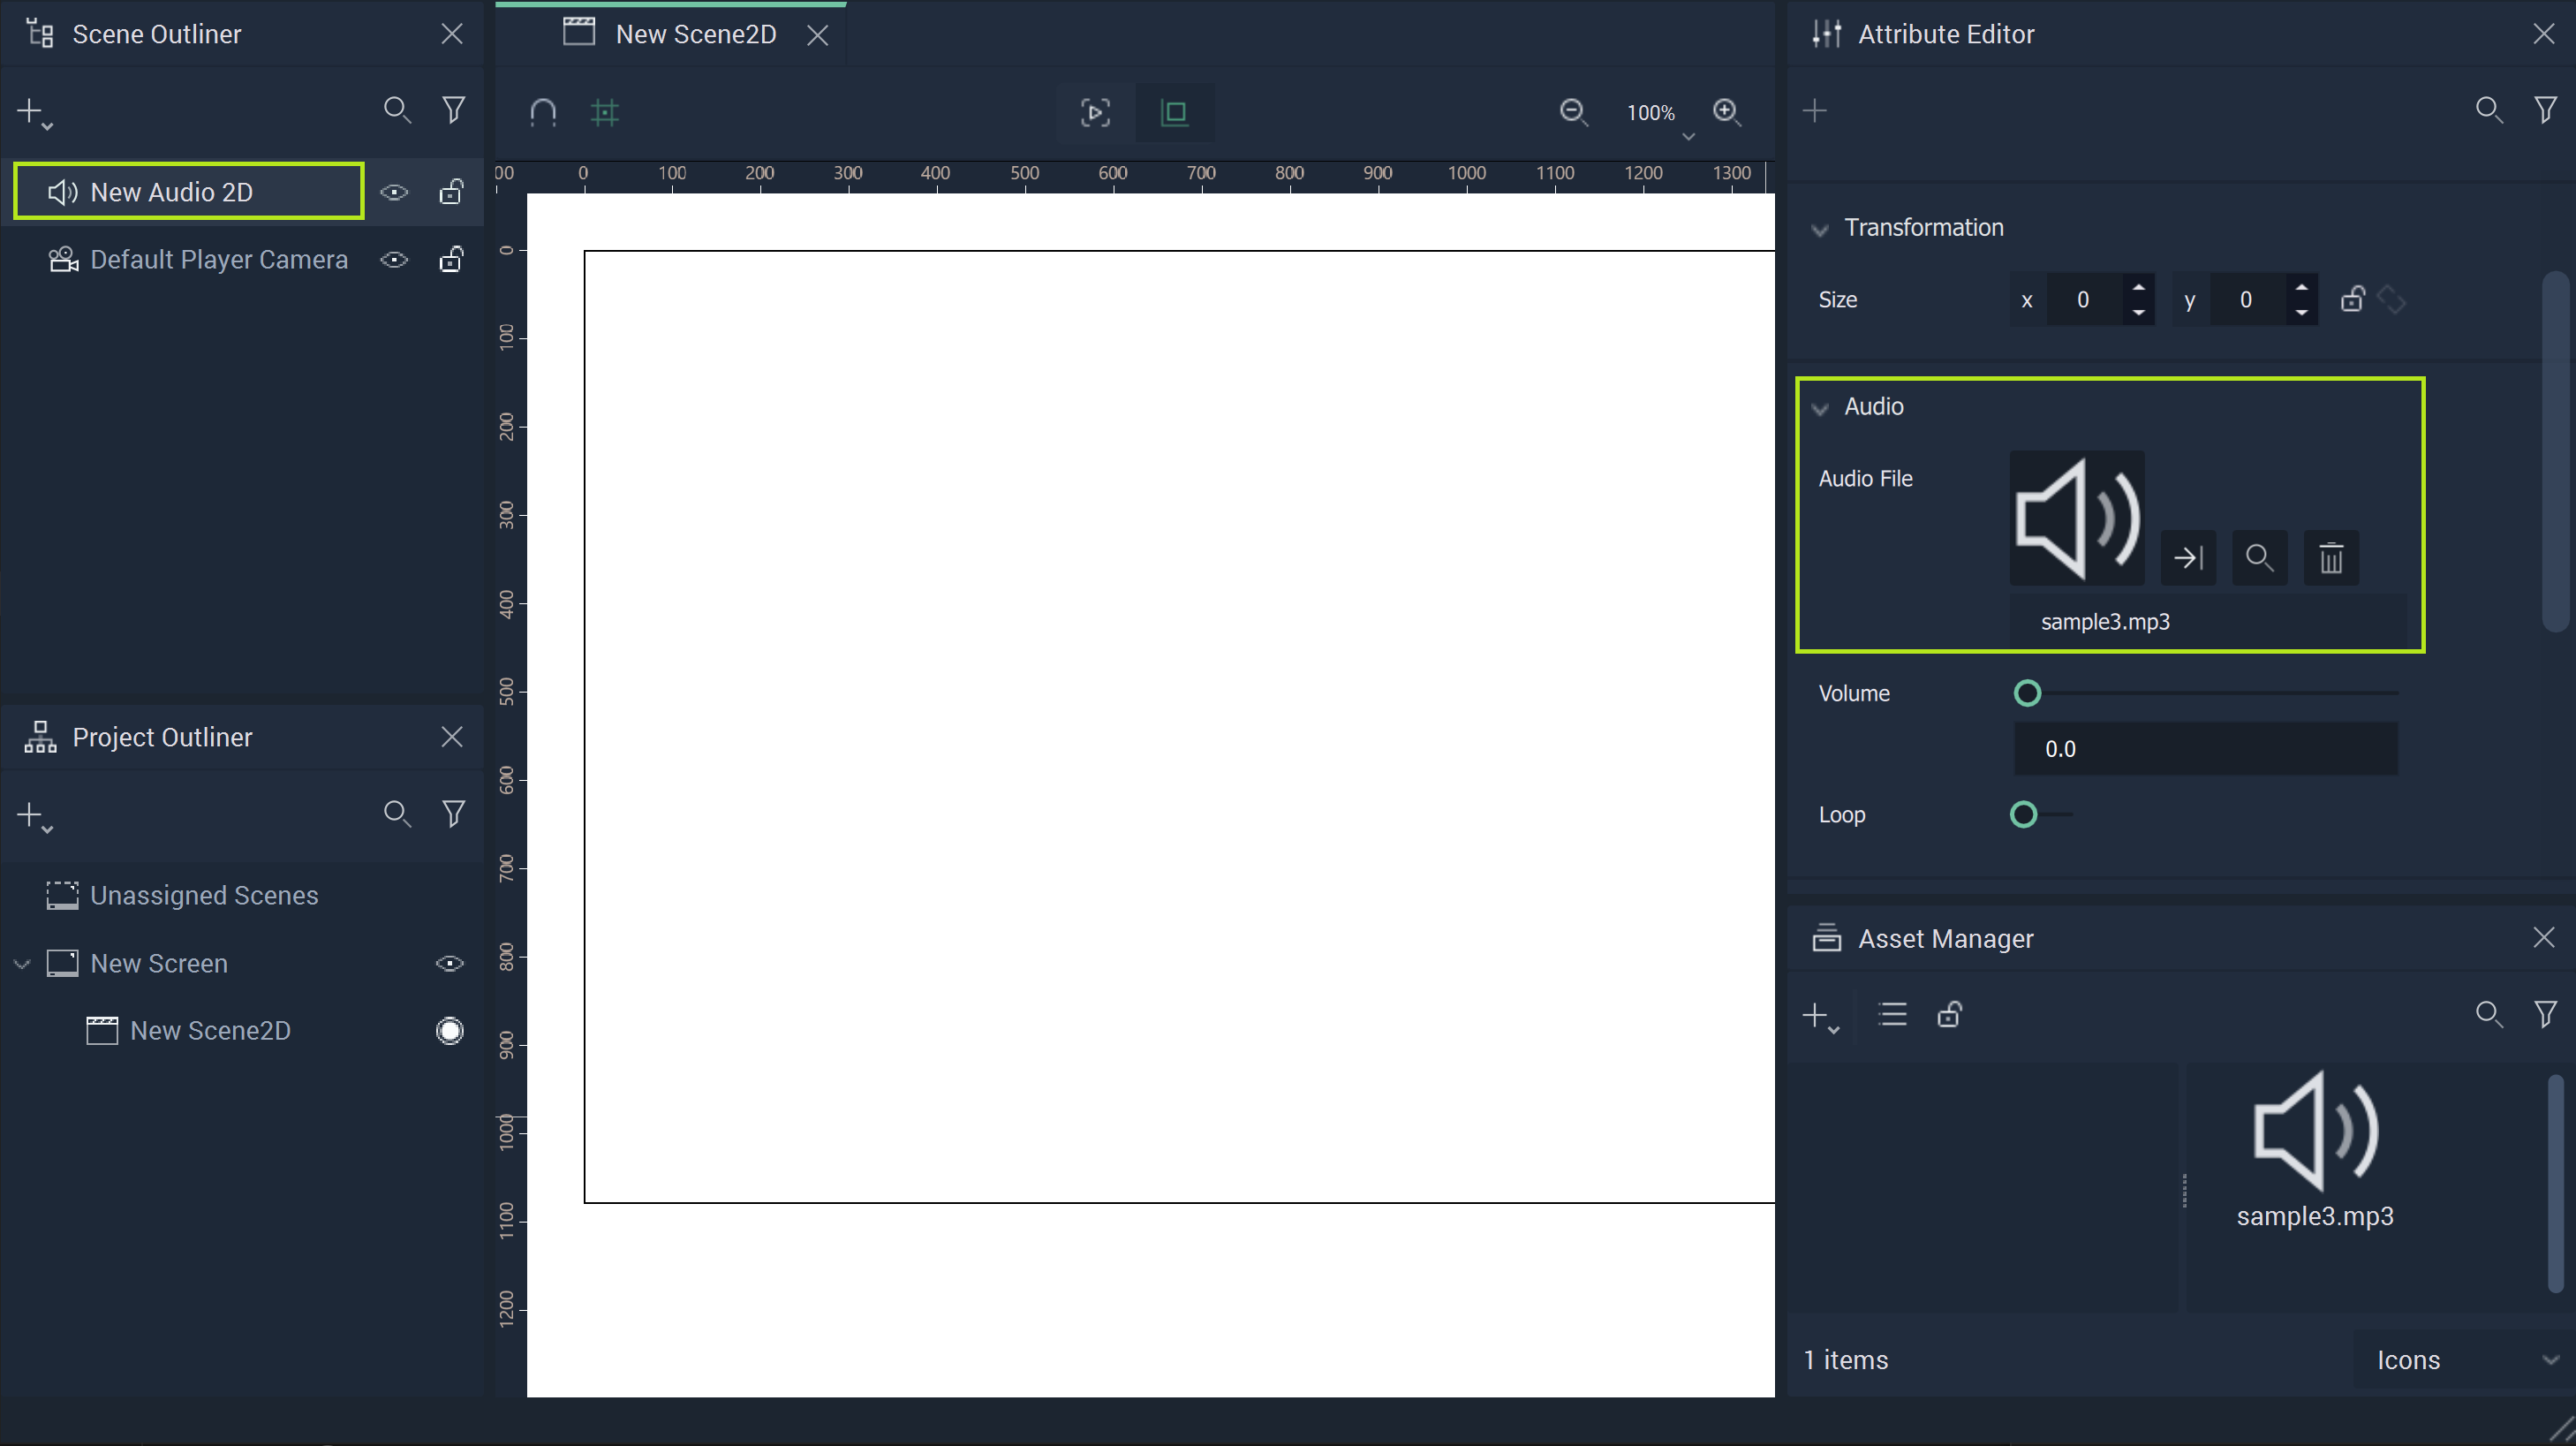 Scene Outliner
New Audio 2D
Default Player Camera
Project Outliner
Unassigned Scenes
New Screen
New Scene2D
New Scene2D
100%
00 0 100 200 300 400 500 600 700 800 900 1000 1100 1200 1300
0
100
200
300
400
500
600
700
800
900
1000
1100
1200
Attribute Editor
Transformation
Size x 0 y 0
Audio
Audio File
sample3.mp3
Volume
0.0
Loop
Asset Manager
sample3.mp3
1 items Icons